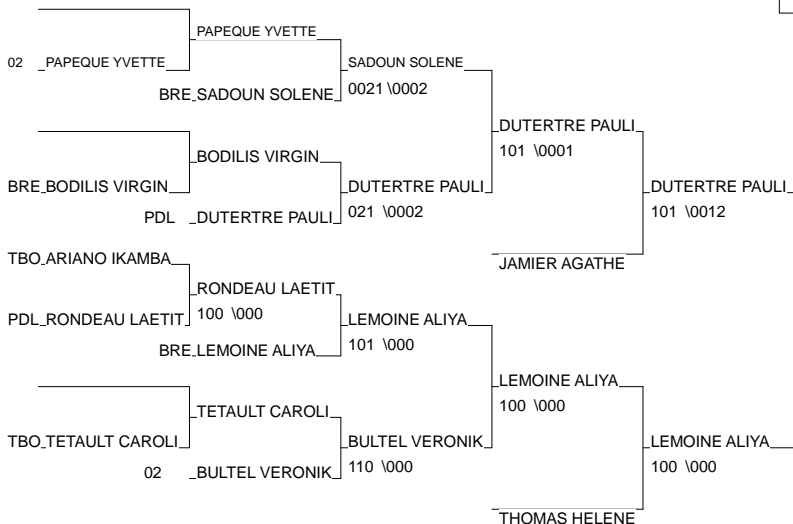 PAPEQUE YVETTE
02 PAPEQUE YVETTE
SADOUN SOLENE
BRE SADOUN SOLENE
0021 \0002
DUTERTRE PAULI
101 \0001
BODILIS VIRGIN
BRE BODILIS VIRGIN
DUTERTRE PAULI
021 \0002
DUTERTRE PAULI
101 \0012
PDL DUTERTRE PAULI
TBO ARIANO IKAMBA
JAMIER AGATHE
RONDEAU LAETIT
100 \000
PDL RONDEAU LAETIT
LEMOINE ALIYA
101 \000
BRE LEMOINE ALIYA
LEMOINE ALIYA
100 \000
TETAULT CAROLI
TBO TETAULT CAROLI
BULTEL VERONIK
110 \000
LEMOINE ALIYA
100 \000
02 BULTEL VERONIK
THOMAS HELENE